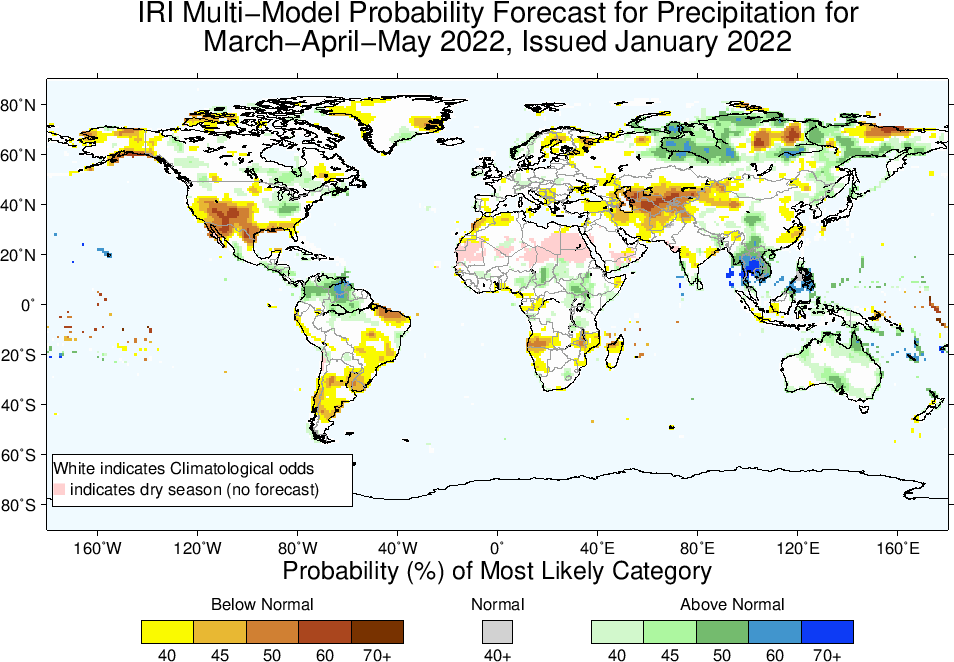 IRI Multi−Model Probability Forecast for Precipitation for
March−April−May 2022, Issued January 2022
80˚N
60˚N
40˚N
20˚N
0˚
20˚S
40˚S
60˚S
80˚S
White indicates Climatological odds
indicates dry season (no forecast)
160˚W 120˚W 80˚W 40˚W 0˚ 40˚E 80˚E 120˚E 160˚E
Probability (%) of Most Likely Category
Below Normal Normal Above Normal
40 45 50 60 70+ 40+ 40 45 50 60 70+